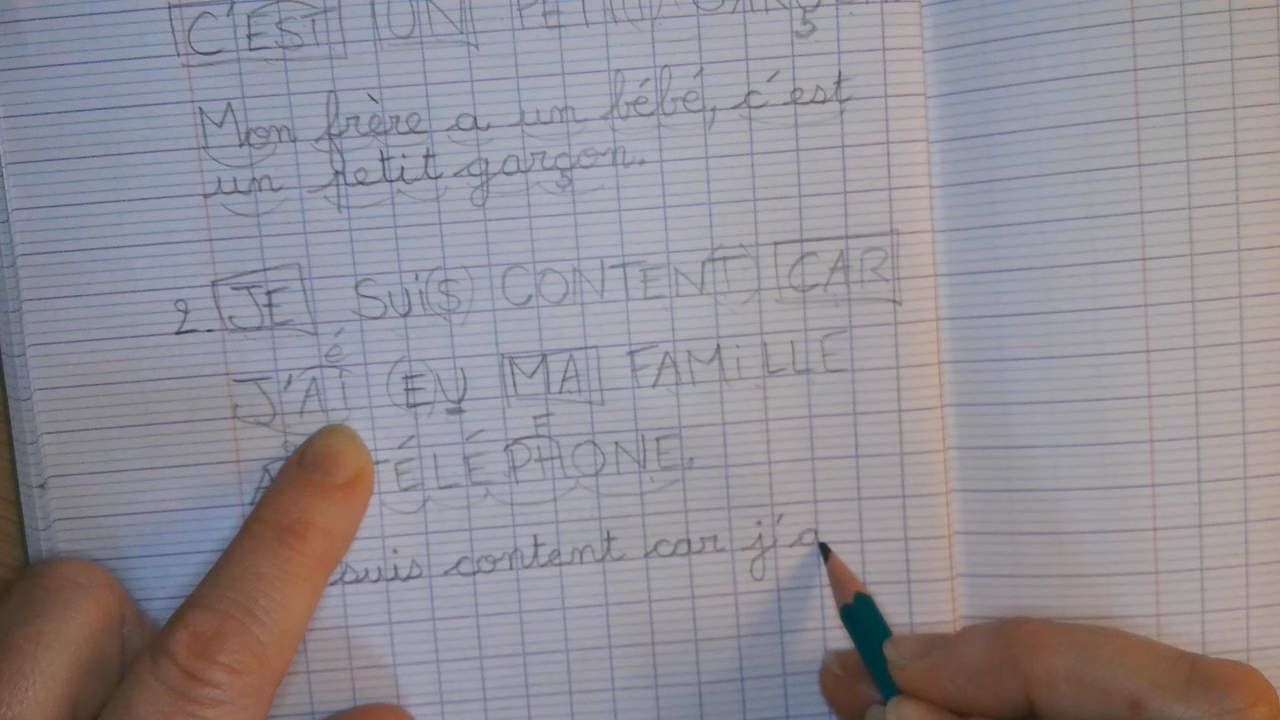 C'EST UN PETIT GARÇON
Mon frère a un bébé, c'est
un petit garçon.
2. JE SUiS CONTENT CAR
é
J'Ai EU MA FAMiLLE
F
TÉLÉPHONE.
suis content car j'a